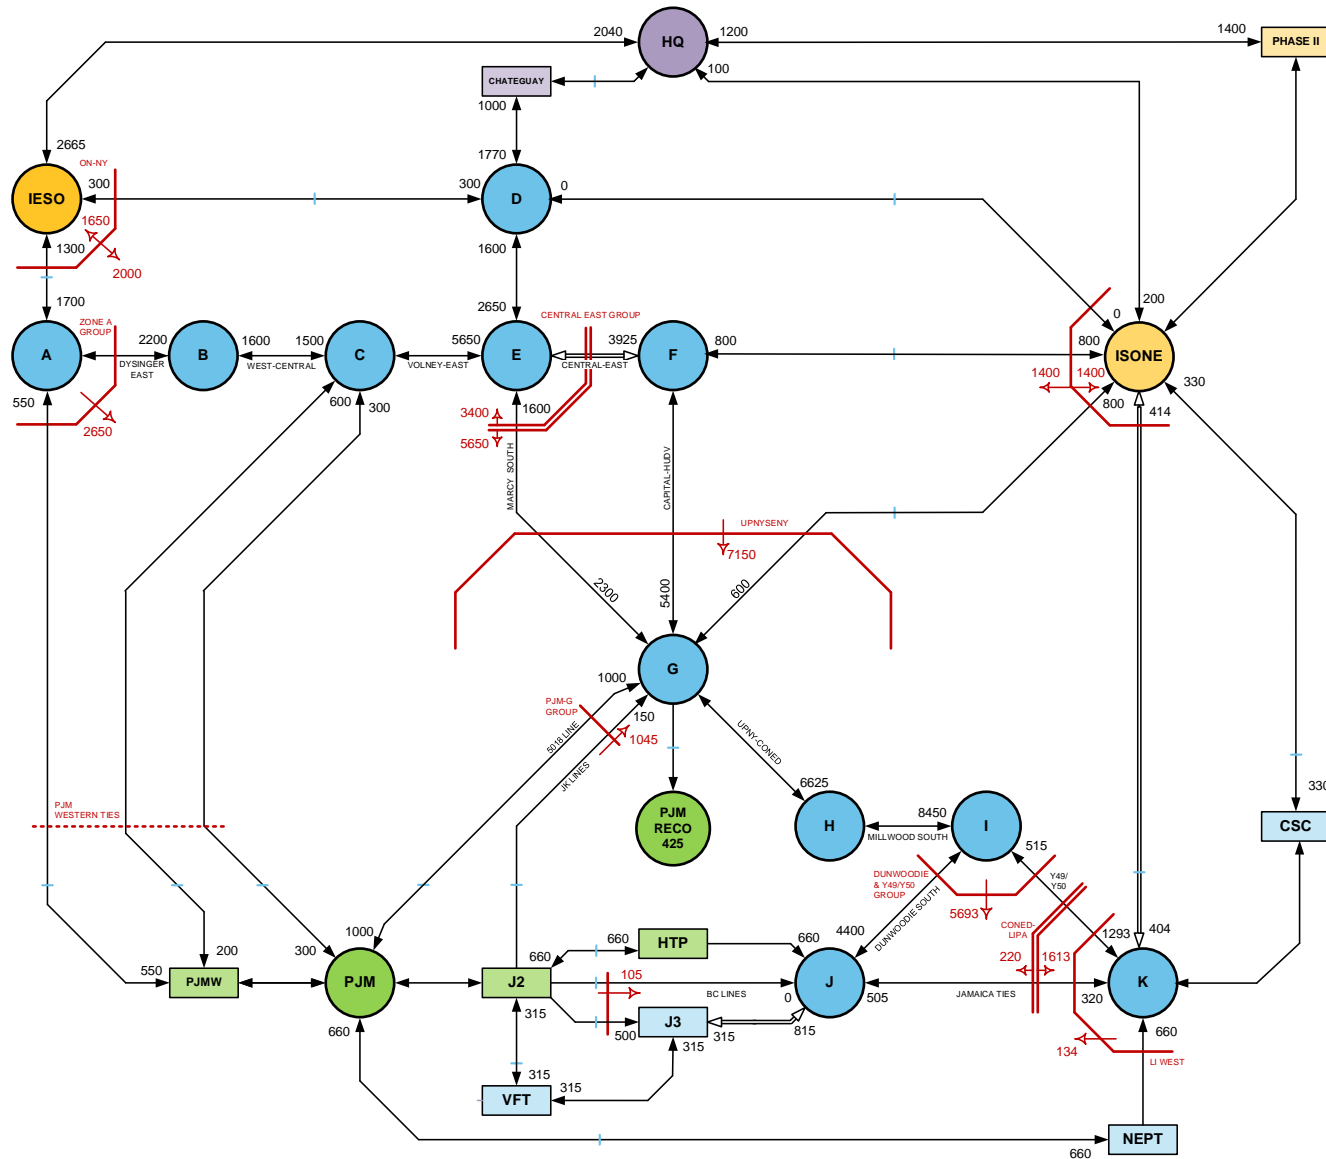 2040
HQ
1200
1400
PHASE II
100
CHATEGUAY
1000
2665
ON-NY
1770
IESO
300
300
D
0
1650
1300
2000
1600
1700
2650
200
0
ZONE A
GROUP
CENTRAL EAST GROUP
A
2200
B
1600
1500
C
5650
E
3925
F
800
800
ISONE
DYSINGER
EAST
WEST-CENTRAL
VOLNEY-EAST
CENTRAL-EAST
1400
1400
330
550
2650
600
300
3400
1600
5650
800
414
MARCY SOUTH
CAPITAL-HUDV
UPNYSENY
7150
2300
5400
600
G
1000
PJM-G
GROUP
150
1045
5018 LINE
JK LINES
UPNY-CONED
PJM
WESTERN TIES
PJM
RECO
425
6625
H
8450
I
MILLWOOD SOUTH
515
330
CSC
DUNWOODIE
& Y49/Y50
GROUP
Y49/
Y50
5693
DUNWOODIE SOUTH
CONED-
LIPA
1000
4400
1293
404
200
300
660
660
HTP
660
220
1613
550
PJMW
PJM
J2
105
BC LINES
J
0
505
JAMAICA TIES
320
K
660
315
500
J3
315
315
815
660
134
LI WEST
315
VFT
315
660
NEPT